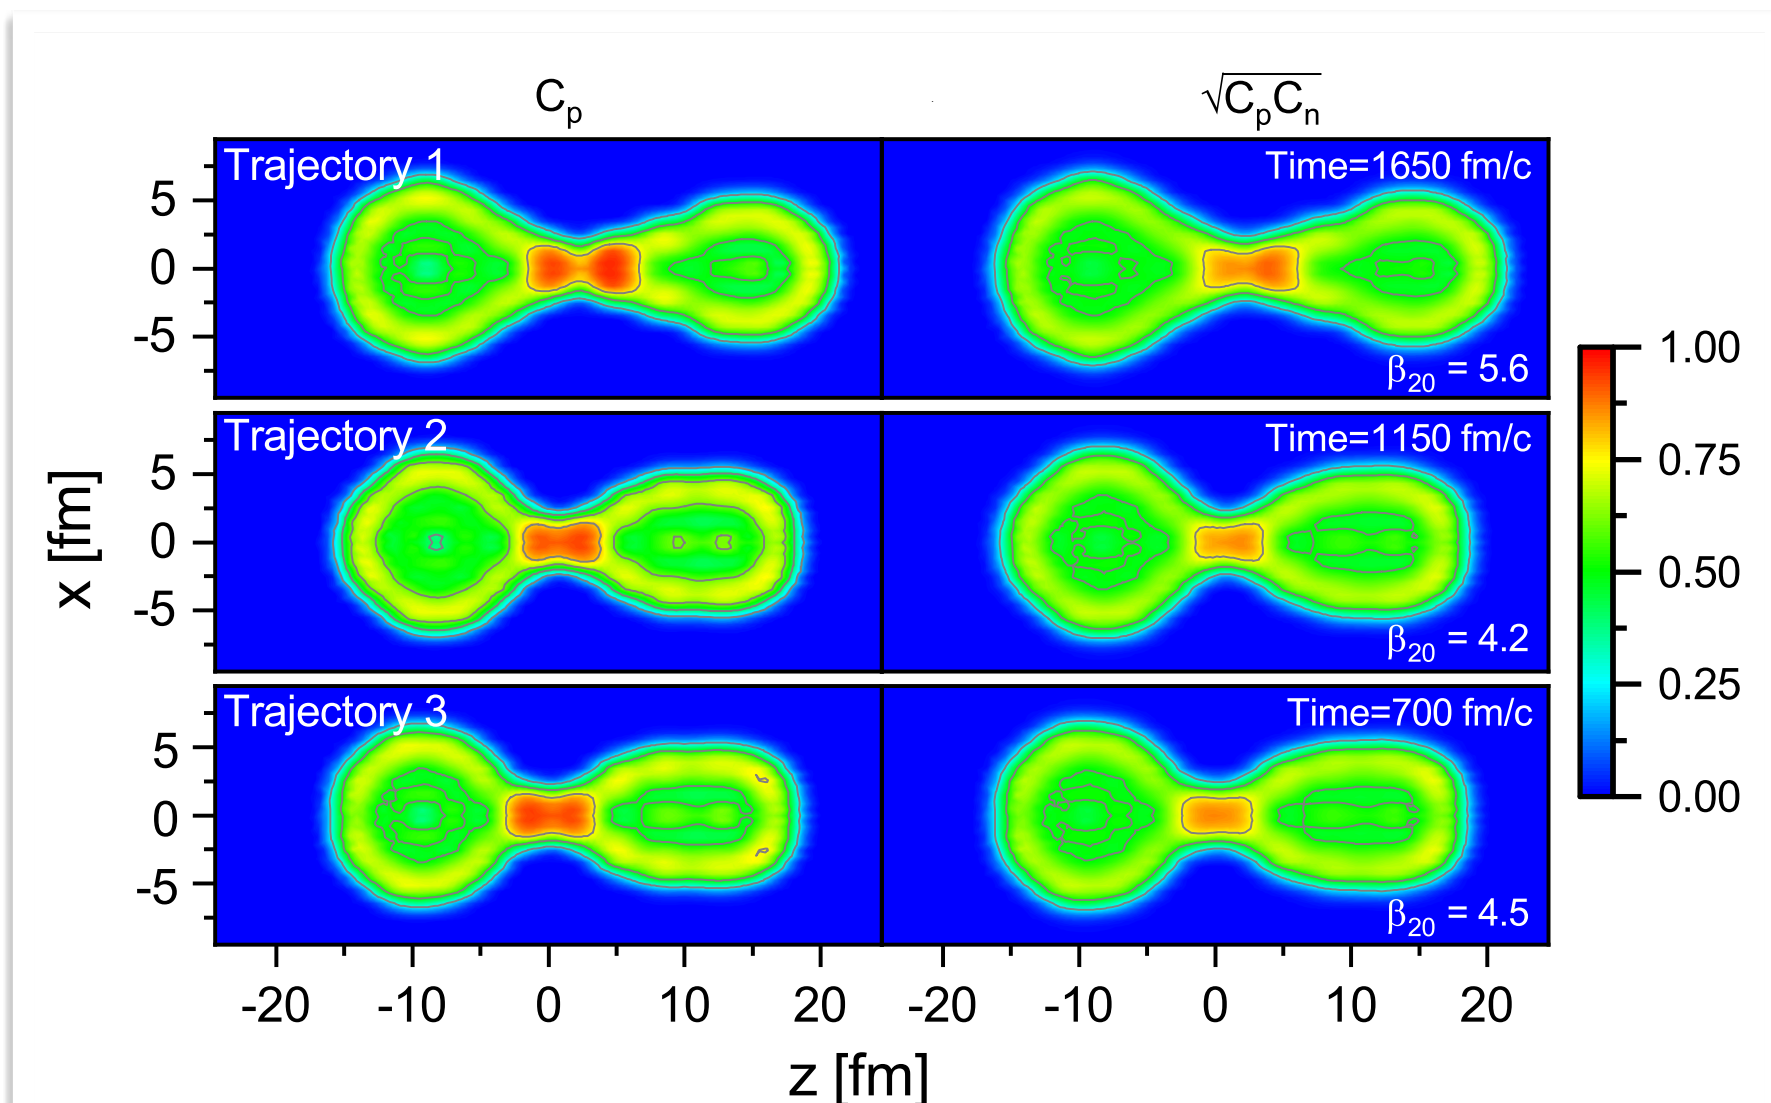 C_p
√C_pC_n
Trajectory 1
Time=1650 fm/c
β_20 = 5.6
5
0
-5
Trajectory 2
Time=1150 fm/c
β_20 = 4.2
5
0
-5
Trajectory 3
Time=700 fm/c
β_20 = 4.5
5
0
-5
x [fm]
-20 -10 0 10 20 -20 -10 0 10 20
z [fm]
1.00
0.75
0.50
0.25
0.00